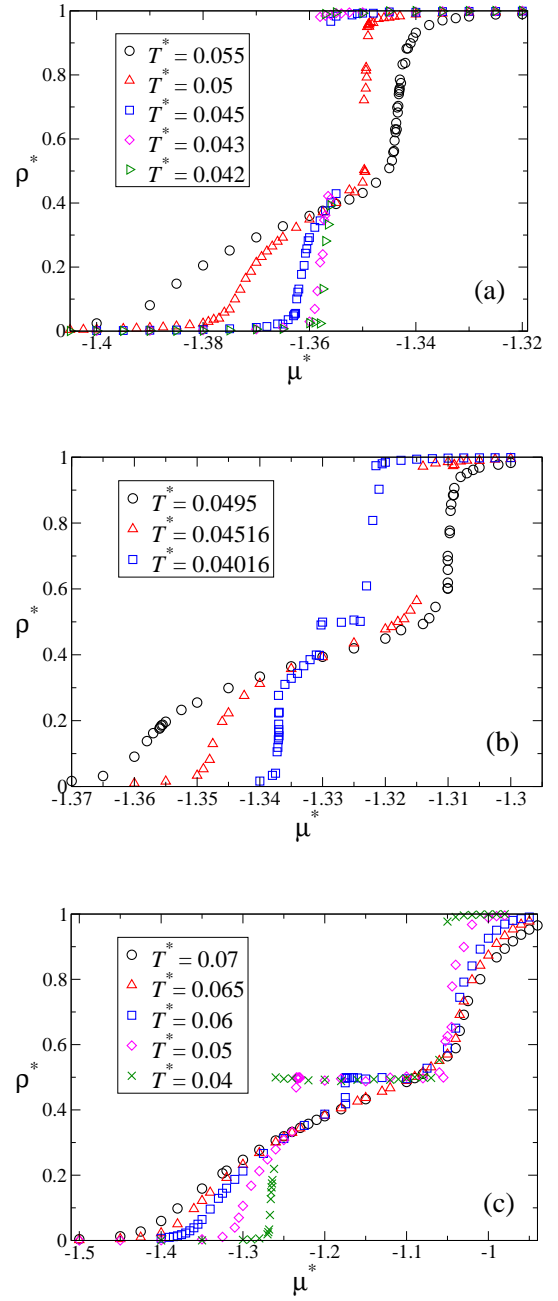 1
0.8
0.6
0.4
0.2
0
ρ*
T* = 0.055
T* = 0.05
T* = 0.045
T* = 0.043
T* = 0.042
(a)
-1.4 -1.38 -1.36 -1.34 -1.32
μ*
1
0.8
0.6
0.4
0.2
0
ρ*
T* = 0.0495
T* = 0.04516
T* = 0.04016
(b)
-1.37 -1.36 -1.35 -1.34 -1.33 -1.32 -1.31 -1.3
μ*
1
0.8
0.6
0.4
0.2
0
ρ*
T* = 0.07
T* = 0.065
T* = 0.06
T* = 0.05
T* = 0.04
(c)
-1.5 -1.4 -1.3 -1.2 -1.1 -1
μ*